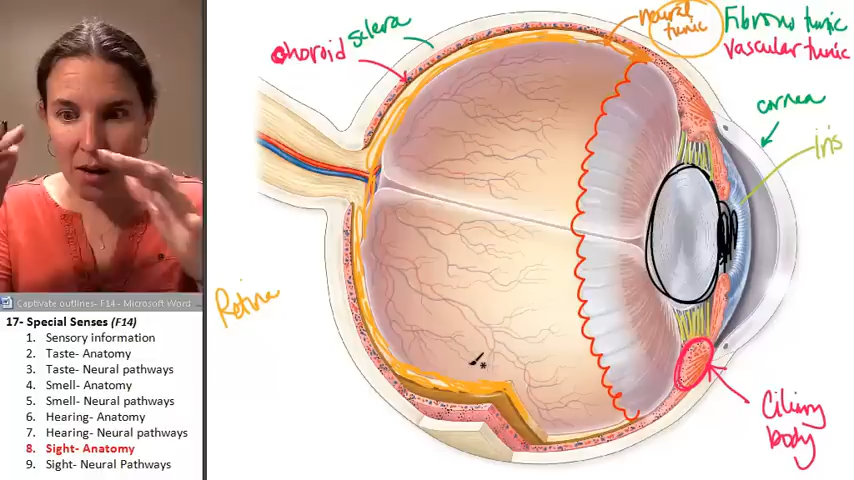 neural
tunic
Fibrous tunic
vascular tunic
choroid
sclera
cornea
iris
Retina
Ciliary
body
Captivate outlines- F14 - Microsoft Word
17- Special Senses (F14)
1. Sensory information
2. Taste- Anatomy
3. Taste- Neural pathways
4. Smell- Anatomy
5. Smell- Neural pathways
6. Hearing- Anatomy
7. Hearing- Neural pathways
8. Sight- Anatomy
9. Sight- Neural Pathways